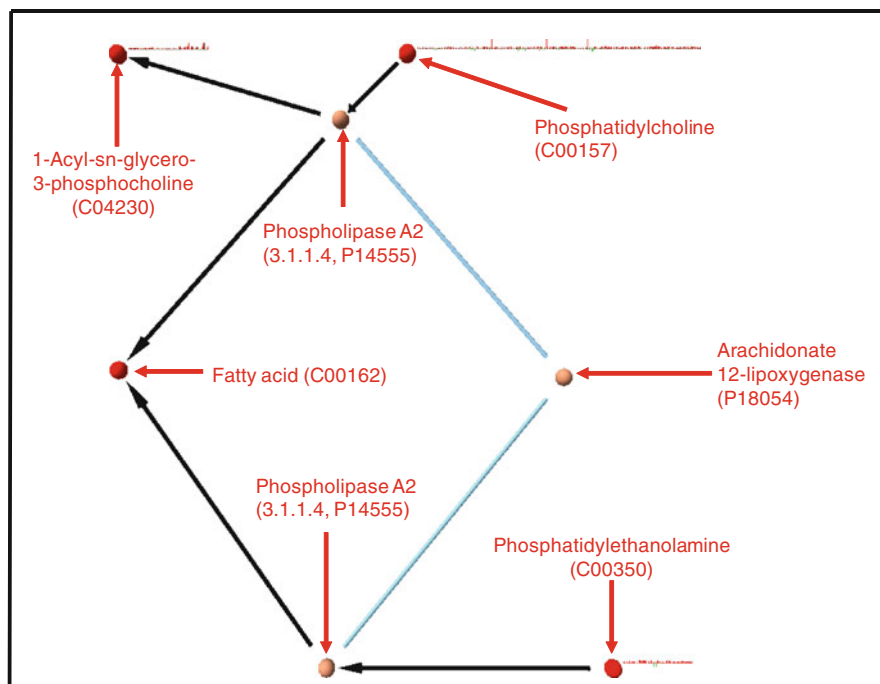 Phosphatidylcholine
(C00157)
1-Acyl-sn-glycero-
3-phosphocholine
(C04230)
Phospholipase A2
(3.1.1.4, P14555)
Fatty acid (C00162)
Arachidonate
12-lipoxygenase
(P18054)
Phospholipase A2
(3.1.1.4, P14555)
Phosphatidylethanolamine
(C00350)